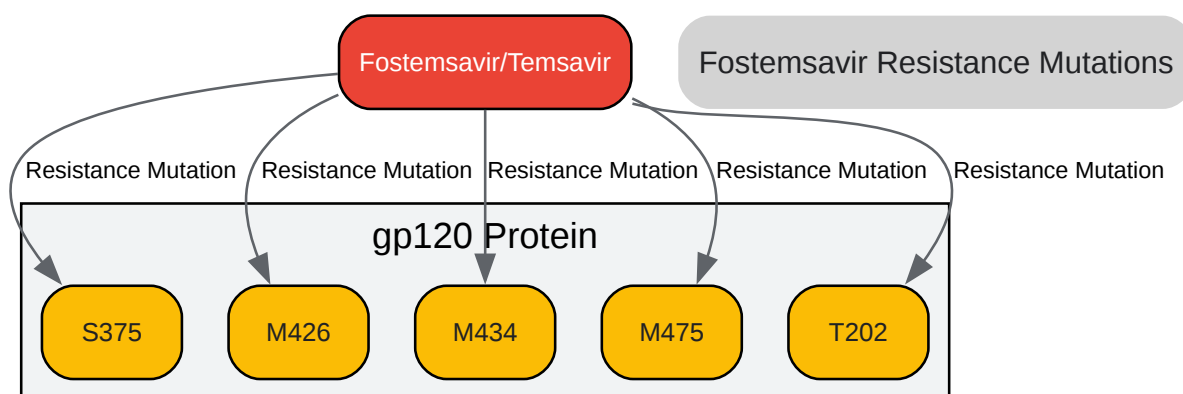 Fostemsavir/Temsavir
Fostemsavir Resistance Mutations
Resistance Mutation
Resistance Mutation
Resistance Mutation
Resistance Mutation
Resistance Mutation
gp120 Protein
S375
M426
M434
M475
T202